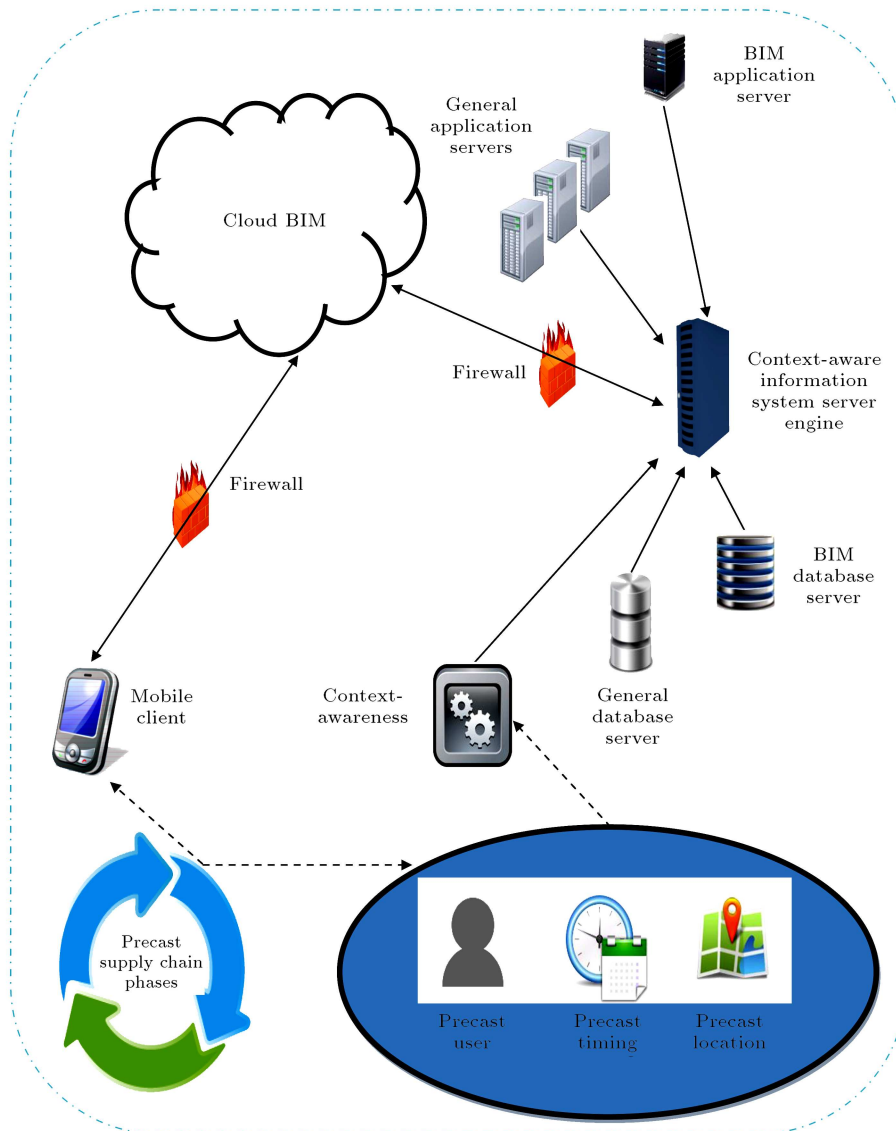 BIM
application
server
General
application
servers
Cloud BIM
Firewall
Context-aware
information
system server
engine
Firewall
BIM
database
server
Mobile
client
Context-
awareness
General
database
server
Precast
supply chain
phases
Precast
user
Precast
timing
Precast
location